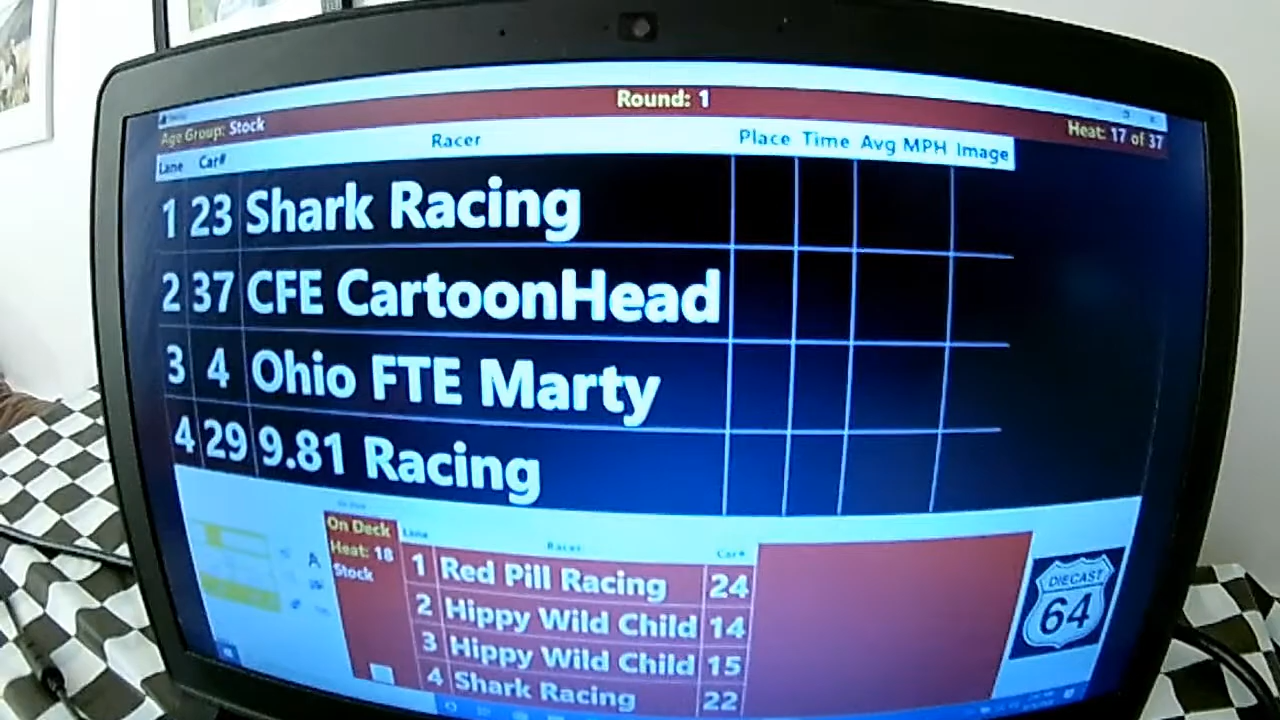 Round: 1
Age Group: Stock
Heat: 17 of 37
Lane Car# Racer Place Time Avg MPH Image
1 23 Shark Racing
2 37 CFE CartoonHead
3 4 Ohio FTE Marty
4 29 9.81 Racing
On Deck
Heat: 18
Stock
Lane Racer Car#
1 Red Pill Racing 24
2 Hippy Wild Child 14
3 Hippy Wild Child 15
4 Shark Racing 22
DIECAST
64